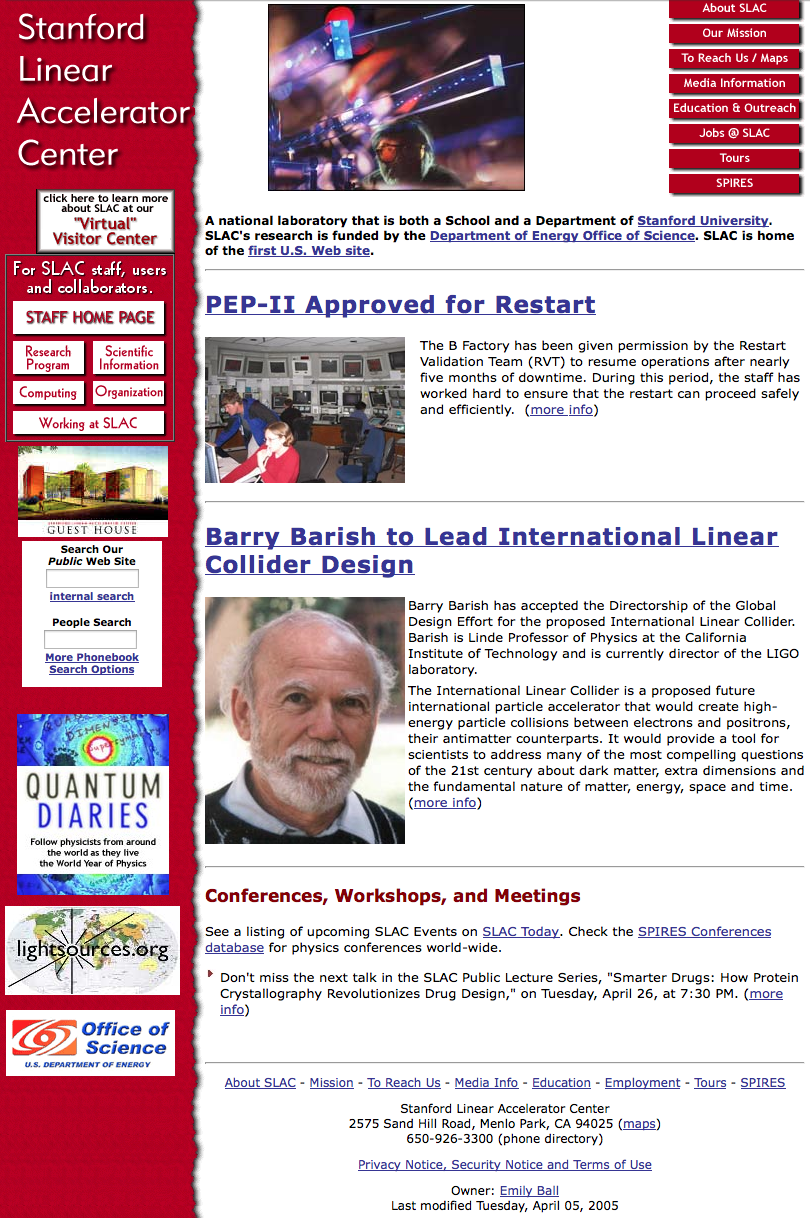 Stanford
Linear
Accelerator
Center
click here to learn more
about SLAC at our
"Virtual"
Visitor Center
For SLAC staff, users
and collaborators.
STAFF HOME PAGE
Research
Program
Scientific
Information
Computing
Organization
Working at SLAC
GUEST HOUSE
Search Our
Public Web Site
internal search
People Search
More Phonebook
Search Options
QUANTUM
DIARIES
Follow physicists from around
the world as they live
the World Year of Physics
lightsources.org
Office of
Science
U.S. DEPARTMENT OF ENERGY
About SLAC
Our Mission
To Reach Us / Maps
Media Information
Education & Outreach
Jobs @ SLAC
Tours
SPIRES
A national laboratory that is both a School and a Department of Stanford University.
SLAC's research is funded by the Department of Energy Office of Science. SLAC is home
of the first U.S. Web site.
PEP-II Approved for Restart
The B Factory has been given permission by the Restart
Validation Team (RVT) to resume operations after nearly
five months of downtime. During this period, the staff has
worked hard to ensure that the restart can proceed safely
and efficiently. (more info)
Barry Barish to Lead International Linear
Collider Design
Barry Barish has accepted the Directorship of the Global
Design Effort for the proposed International Linear Collider.
Barish is Linde Professor of Physics at the California
Institute of Technology and is currently director of the LIGO
laboratory.
The International Linear Collider is a proposed future
international particle accelerator that would create high-
energy particle collisions between electrons and positrons,
their antimatter counterparts. It would provide a tool for
scientists to address many of the most compelling questions
of the 21st century about dark matter, extra dimensions and
the fundamental nature of matter, energy, space and time.
(more info)
Conferences, Workshops, and Meetings
See a listing of upcoming SLAC Events on SLAC Today. Check the SPIRES Conferences
database for physics conferences world-wide.
Don't miss the next talk in the SLAC Public Lecture Series, "Smarter Drugs: How Protein
Crystallography Revolutionizes Drug Design," on Tuesday, April 26, at 7:30 PM. (more
info)
About SLAC - Mission - To Reach Us - Media Info - Education - Employment - Tours - SPIRES
Stanford Linear Accelerator Center
2575 Sand Hill Road, Menlo Park, CA 94025 (maps)
650-926-3300 (phone directory)
Privacy Notice, Security Notice and Terms of Use
Owner: Emily Ball
Last modified Tuesday, April 05, 2005